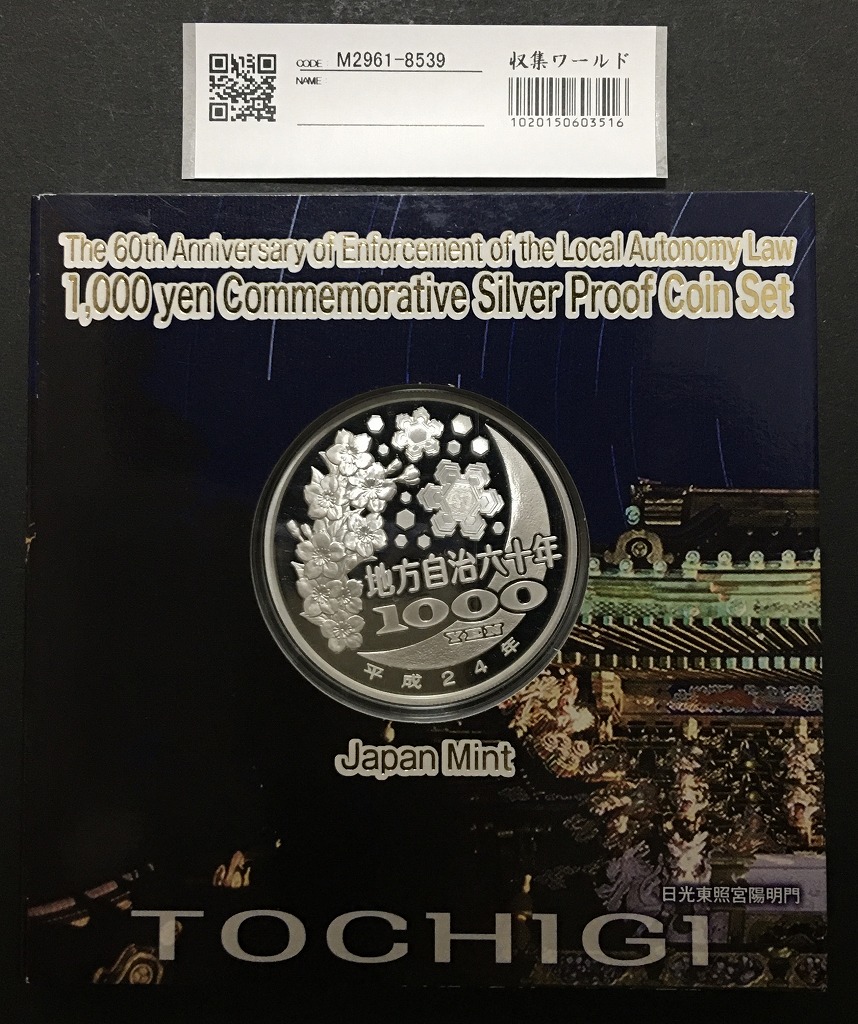 CODE M2961-8539
NAME
収集ワールド
1020150603516
The 60th Anniversary of Enforcement of the Local Autonomy Law
1,000 yen Commemorative Silver Proof Coin Set
地方自治六十年
1000
YEN
平成24年
Japan Mint
日光東照宮陽明門
TOCHIGI